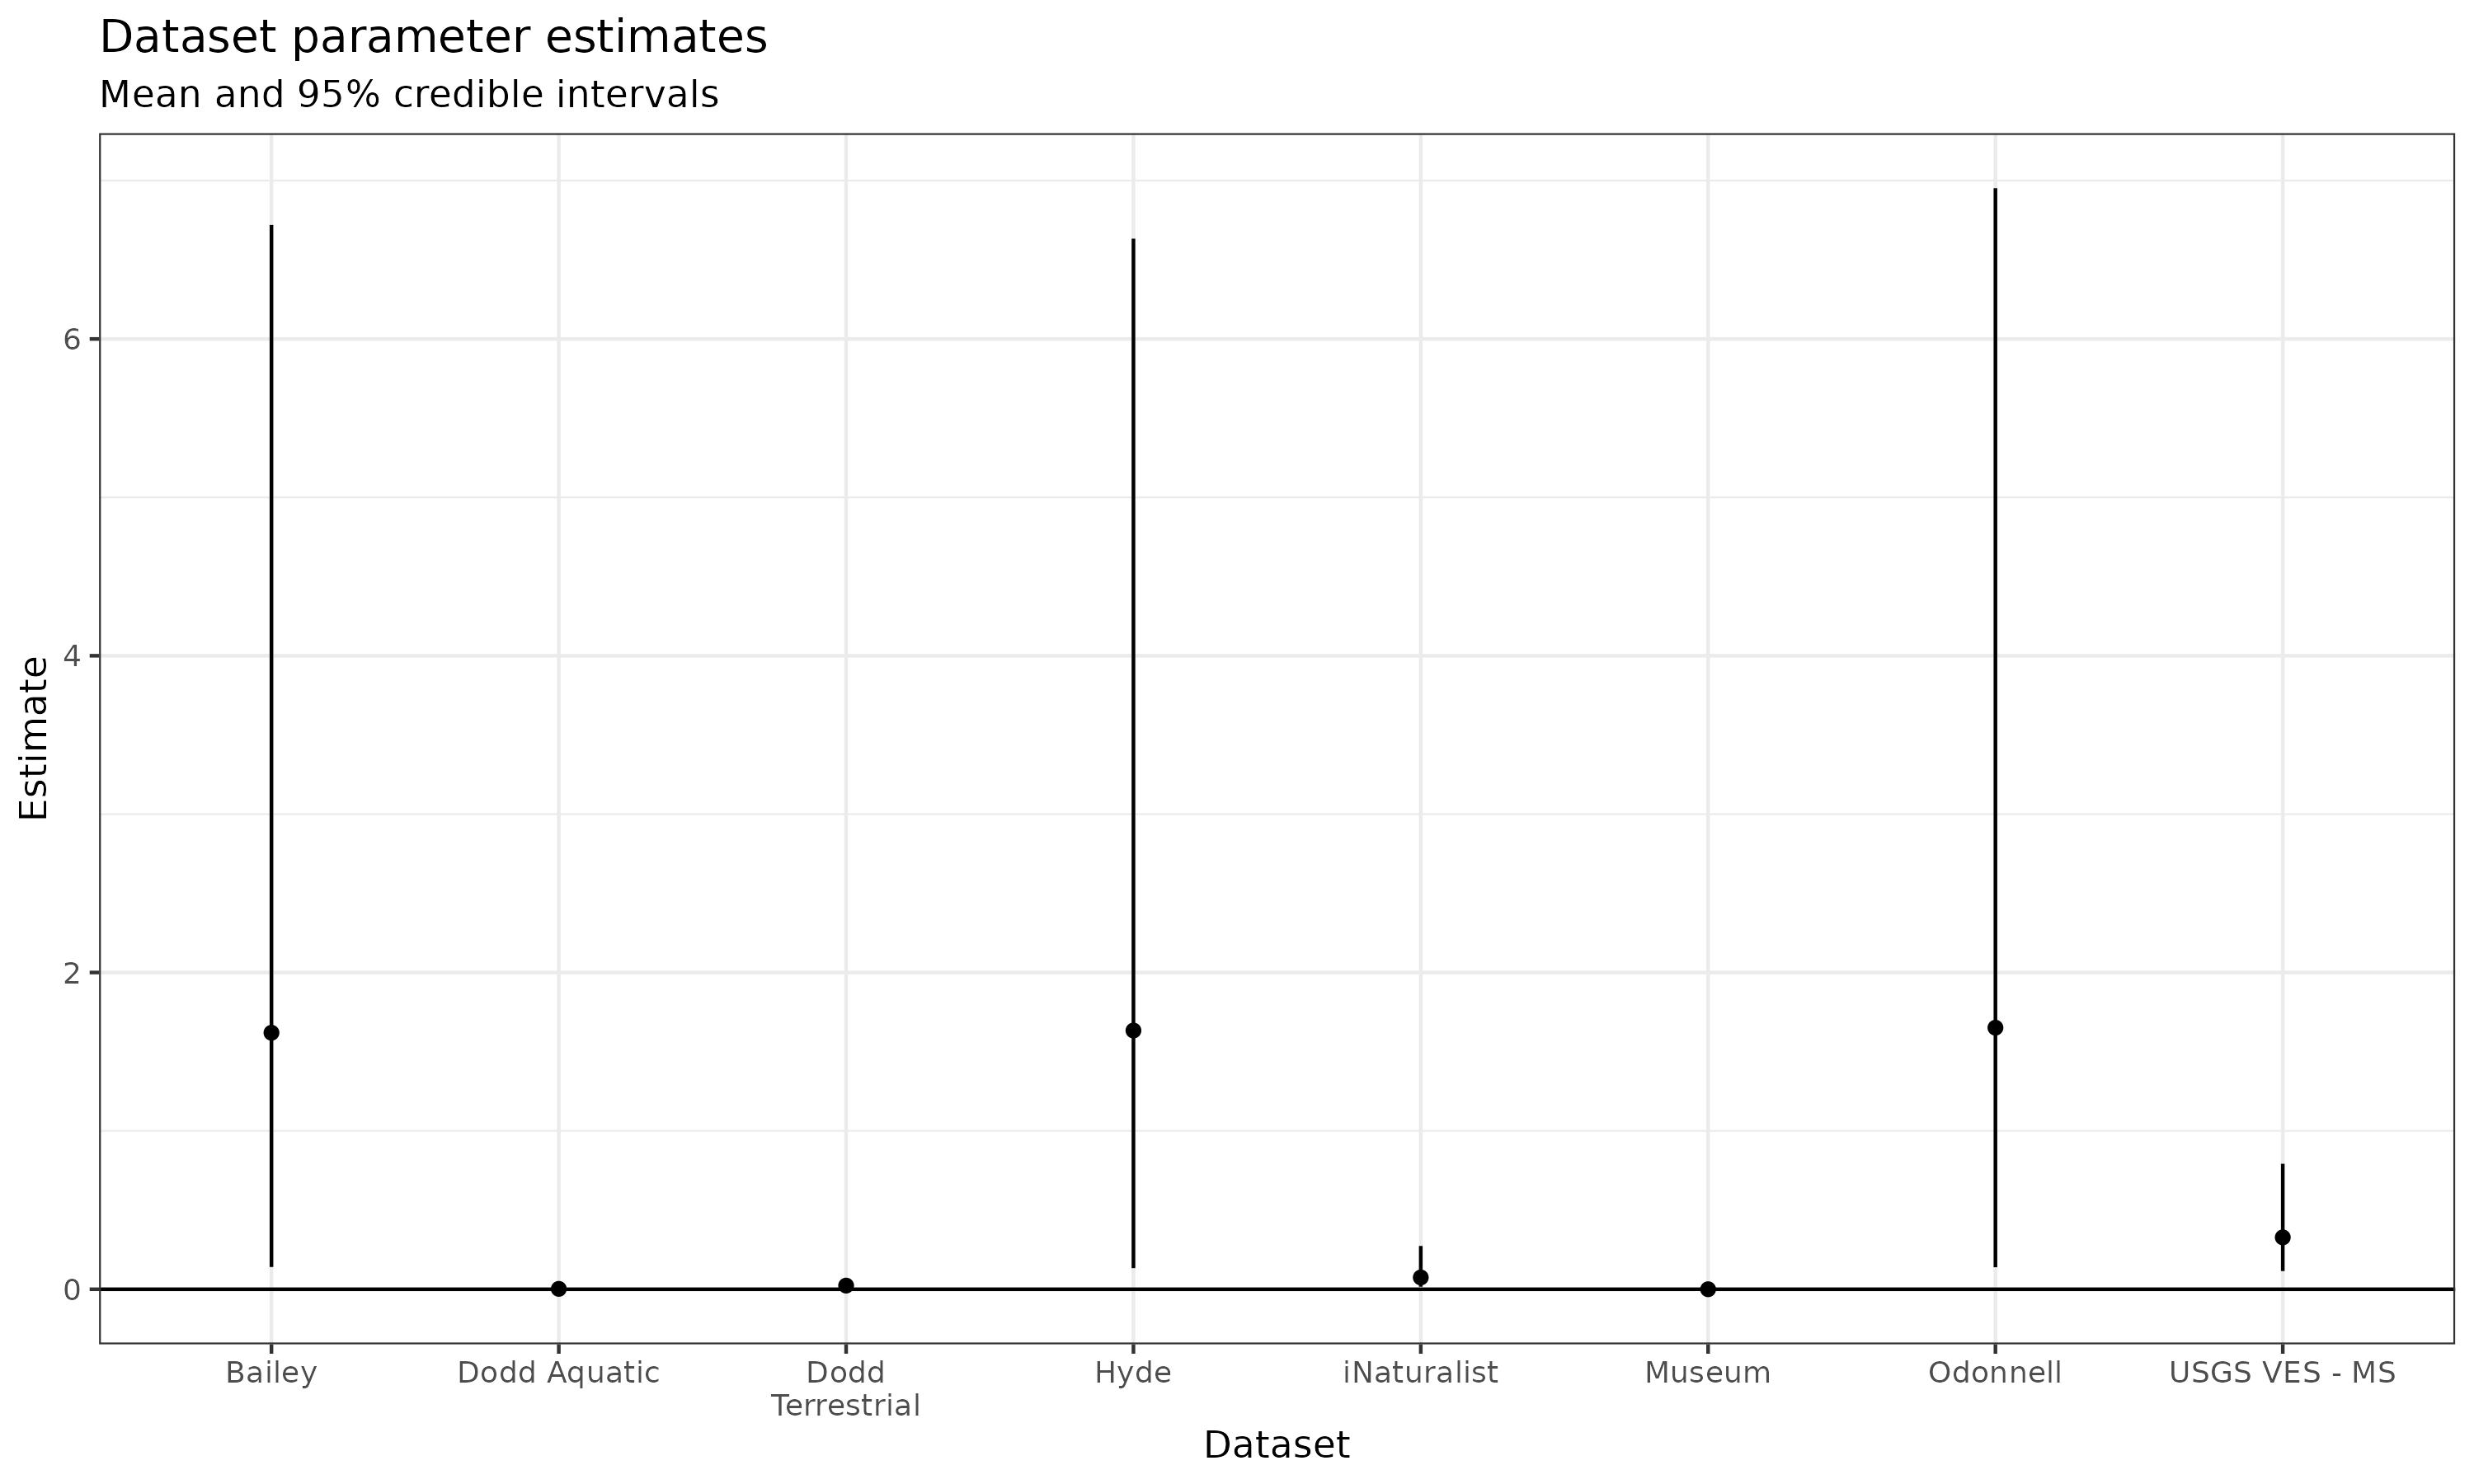 Dataset parameter estimates
Mean and 95% credible intervals
Estimate
6
4
2
0
Bailey
Dodd Aquatic
Dodd
Terrestrial
Hyde
iNaturalist
Museum
Odonnell
USGS VES - MS
Dataset